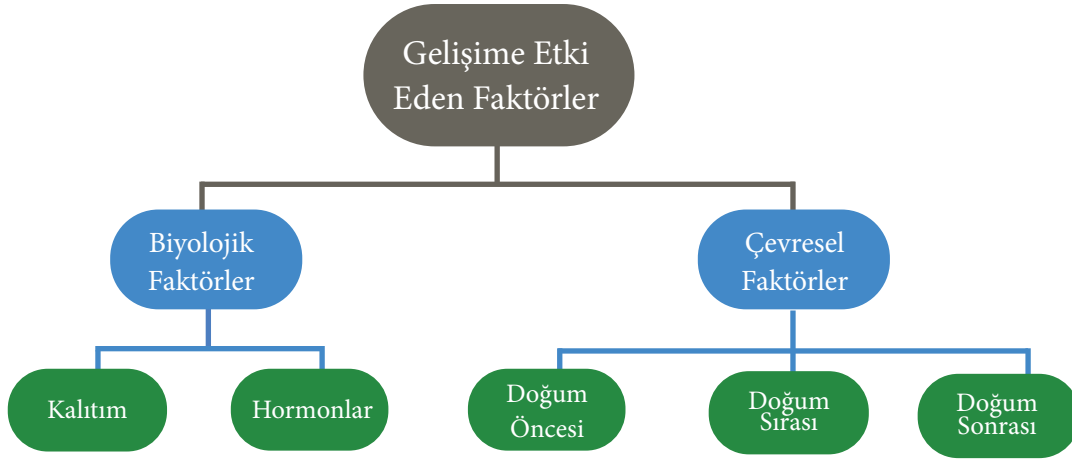 Gelişime Etki
Eden Faktörler
Biyolojik
Faktörler
Çevresel
Faktörler
Kalıtım
Hormonlar
Doğum
Öncesi
Doğum
Sırası
Doğum
Sonrası